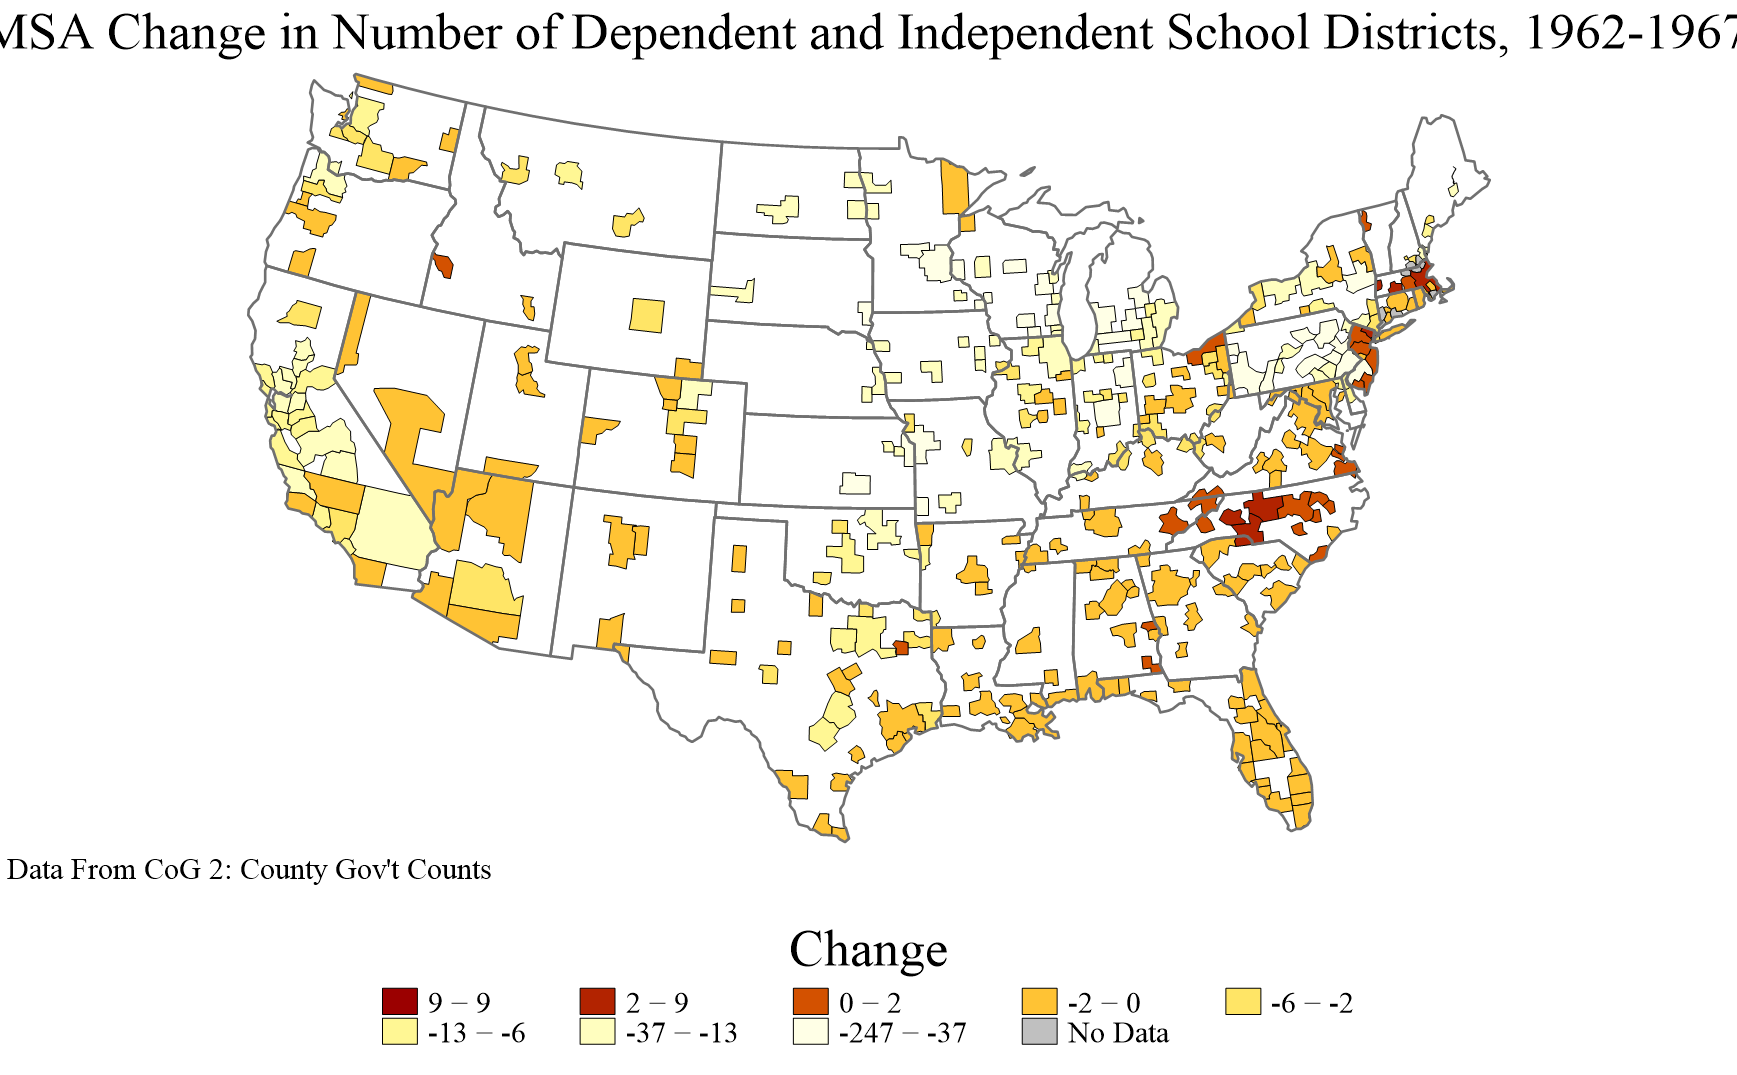 MSA Change in Number of Dependent and Independent School Districts, 1962-1967
Data From CoG 2: County Gov't Counts
Change
9 – 9
2 – 9
0 – 2
-2 – 0
-6 – -2
-13 – -6
-37 – -13
-247 – -37
No Data